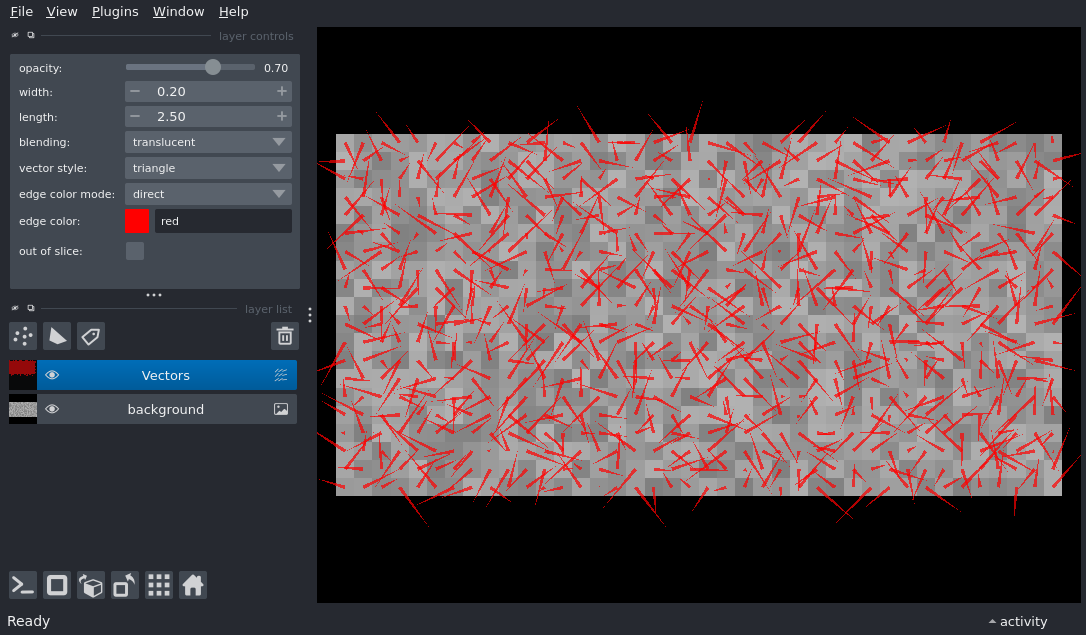 File View Plugins Window Help
layer controls
opacity: 0.70
width: 0.20
length: 2.50
blending: translucent
vector style: triangle
edge color mode: direct
edge color: red
out of slice:
layer list
Vectors
background
Ready
activity